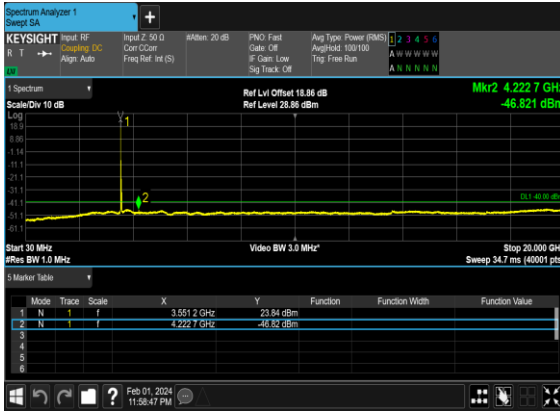 Spectrum Analyzer 1
Swept SA
KEYSIGHT Input: RF Input Z: 50 Ω #Atten: 20 dB PNO: Fast Avg Type: Power (RMS) 1 2 3 4 5 6
R T Coupling: DC Corr CCorr Gate: Off Avg|Hold: 100/100 A W W W W W
Align: Auto Freq Ref: Int (S) IF Gain: Low Trig: Free Run
Sig Track: Off A N N N N N
1 Spectrum
Ref Lvl Offset 18.86 dB Mkr2 4.222 7 GHz
Scale/Div 10 dB Ref Level 28.86 dBm -46.821 dBm
Log
18.9
8.86
-1.14
-11.1
-21.1
-31.1
-41.1
-51.1
-61.1
1
2
DL1 -40.00 dBm
Start 30 MHz Video BW 3.0 MHz* Stop 20.000 GH
#Res BW 1.0 MHz Sweep 34.7 ms (40001 pts
5 Marker Table
Mode Trace Scale X Y Function Function Width Function Value
1 N 1 f 3.551 2 GHz 23.84 dBm
2 N 1 f 4.222 7 GHz -46.82 dBm
3
4
5
6
Feb 01, 2024
11:58:47 PM